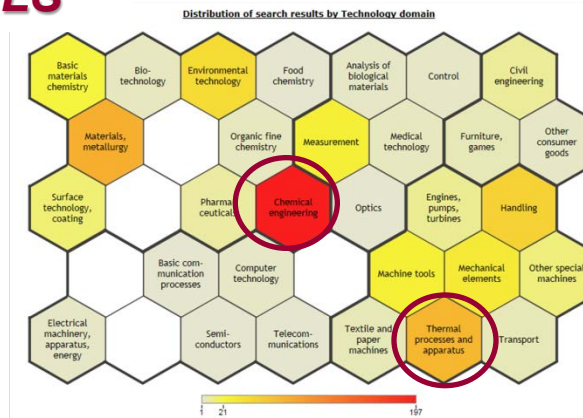 Distribution of search results by Technology domain
Basic
materials
chemistry
Bio-
technology
Environmental
technology
Food
chemistry
Analysis of
biological
materials
Control
Civil
engineering
Materials,
metallurgy
Organic fine
chemistry
Measurement
Medical
technology
Furniture,
games
Other
consumer
goods
Surface
technology,
coating
Pharma
ceuticals
Chemical
engineering
Optics
Engines,
pumps,
turbines
Handling
Basic com-
munication
processes
Computer
technology
Machine tools
Mechanical
elements
Other special
machines
Electrical
machinery,
apparatus,
energy
Semi-
conductors
Telecom-
munications
Textile and
paper
machines
Thermal
processes and
apparatus
Transport
1 21 197